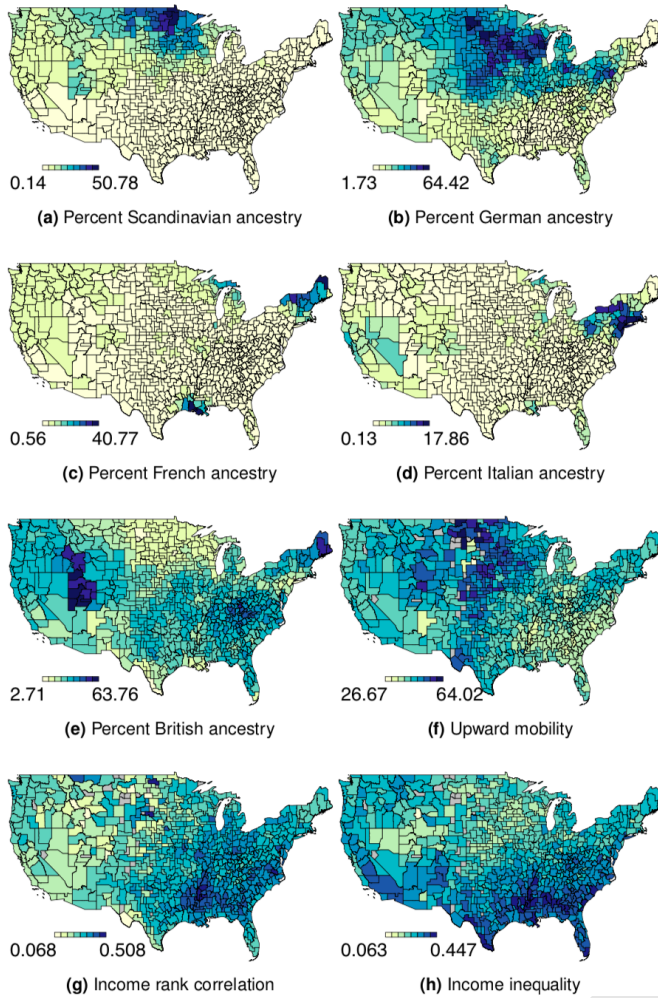 0.14 50.78
1.73 64.42
(a) Percent Scandinavian ancestry
(b) Percent German ancestry
0.56 40.77
0.13 17.86
(c) Percent French ancestry
(d) Percent Italian ancestry
2.71 63.76
26.67 64.02
(e) Percent British ancestry
(f) Upward mobility
0.068 0.508
0.063 0.447
(g) Income rank correlation
(h) Income inequality